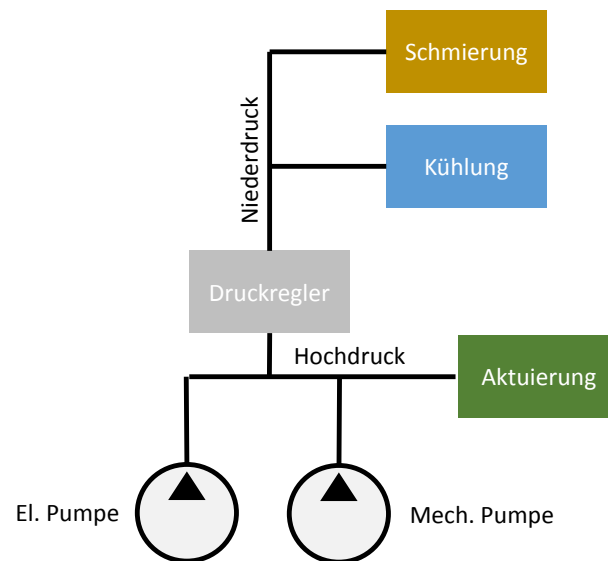 Schmierung
Niederdruck
Kühlung
Druckregler
Hochdruck
Aktuierung
El. Pumpe
Mech. Pumpe